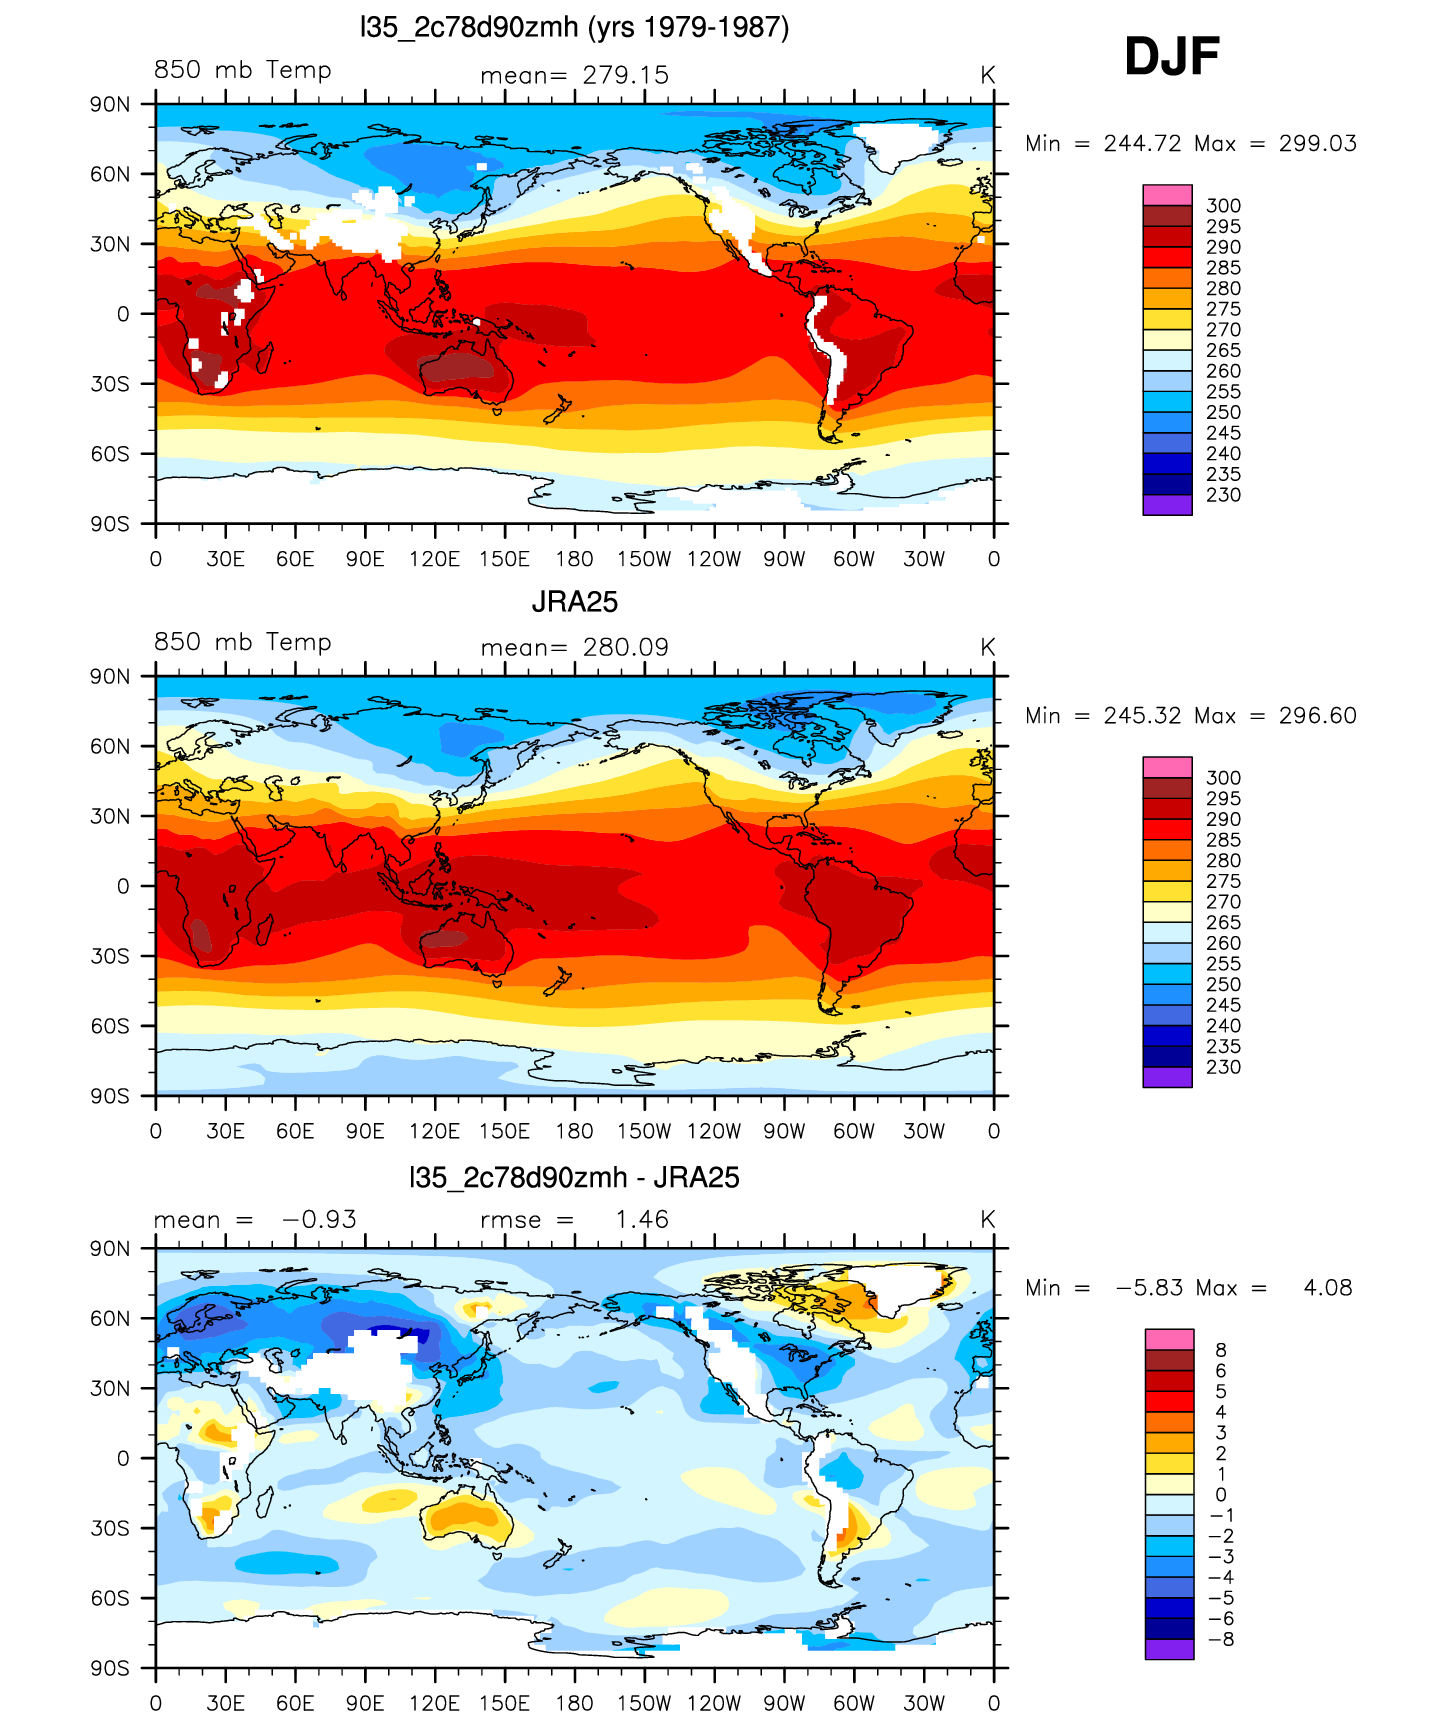 l35_2c78d90zmh (yrs 1979-1987)
DJF
850 mb Temp mean= 279.15 K
Min = 244.72 Max = 299.03
90N
60N
30N
0
30S
60S
90S
0 30E 60E 90E 120E 150E 180 150W 120W 90W 60W 30W 0
300
295
290
285
280
275
270
265
260
255
250
245
240
235
230
JRA25
850 mb Temp mean= 280.09 K
Min = 245.32 Max = 296.60
90N
60N
30N
0
30S
60S
90S
0 30E 60E 90E 120E 150E 180 150W 120W 90W 60W 30W 0
300
295
290
285
280
275
270
265
260
255
250
245
240
235
230
l35_2c78d90zmh - JRA25
mean = −0.93 rmse = 1.46 K
Min = −5.83 Max = 4.08
90N
60N
30N
0
30S
60S
90S
0 30E 60E 90E 120E 150E 180 150W 120W 90W 60W 30W 0
8
6
5
4
3
2
1
0
−1
−2
−3
−4
−5
−6
−8